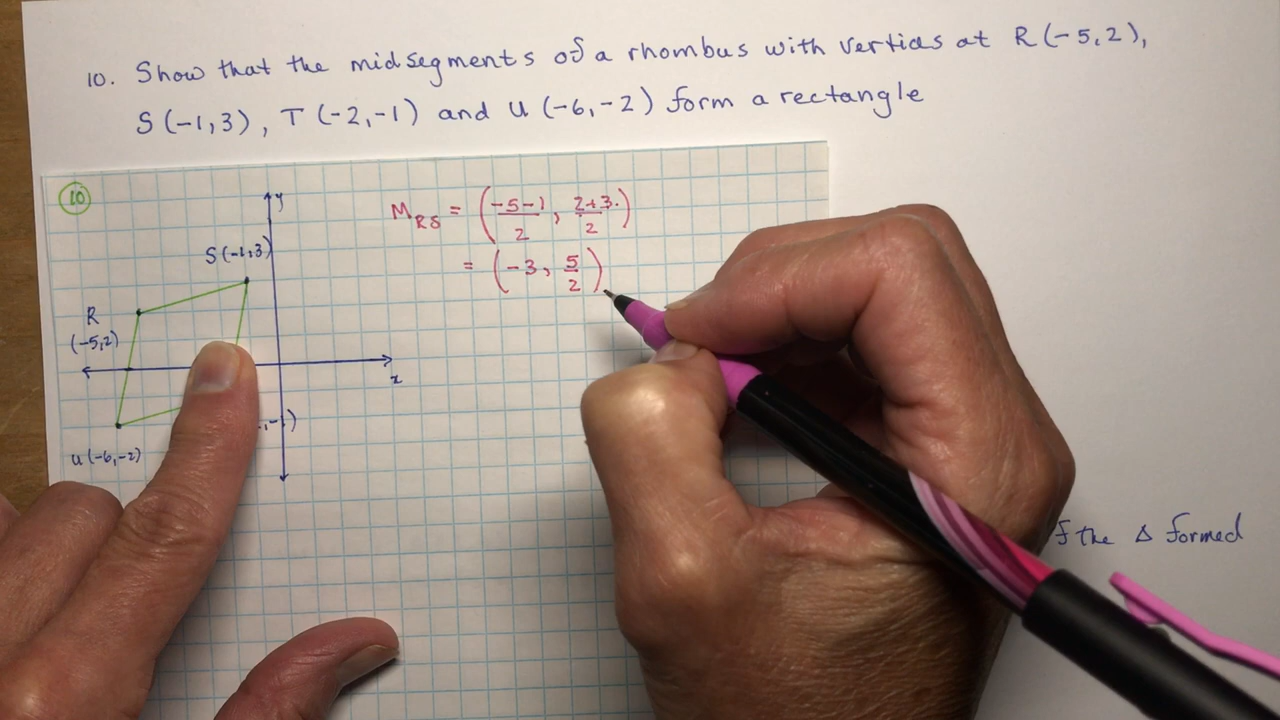 10. Show that the midsegments of a rhombus with vertices at R(-5,2),
S(-1,3), T(-2,-1) and U(-6,-2) form a rectangle
10
y
M_RS = ((-5-1)/2, (2+3)/2)
S(-1,3)
= (-3, 5/2)
R
(-5,2)
x
,-1)
U(-6,-2)
f the Δ formed